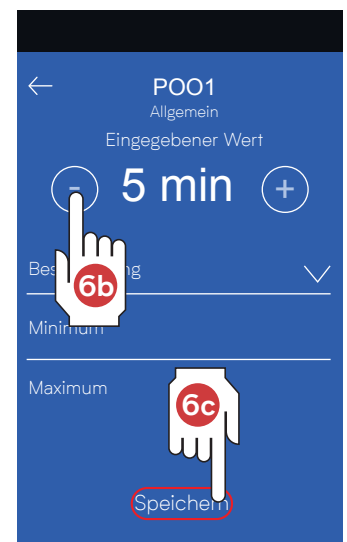 POO1
Allgemein
Eingegebener Wert
- 5 min +
6b
Minimum
Maximum
6c
Speichern